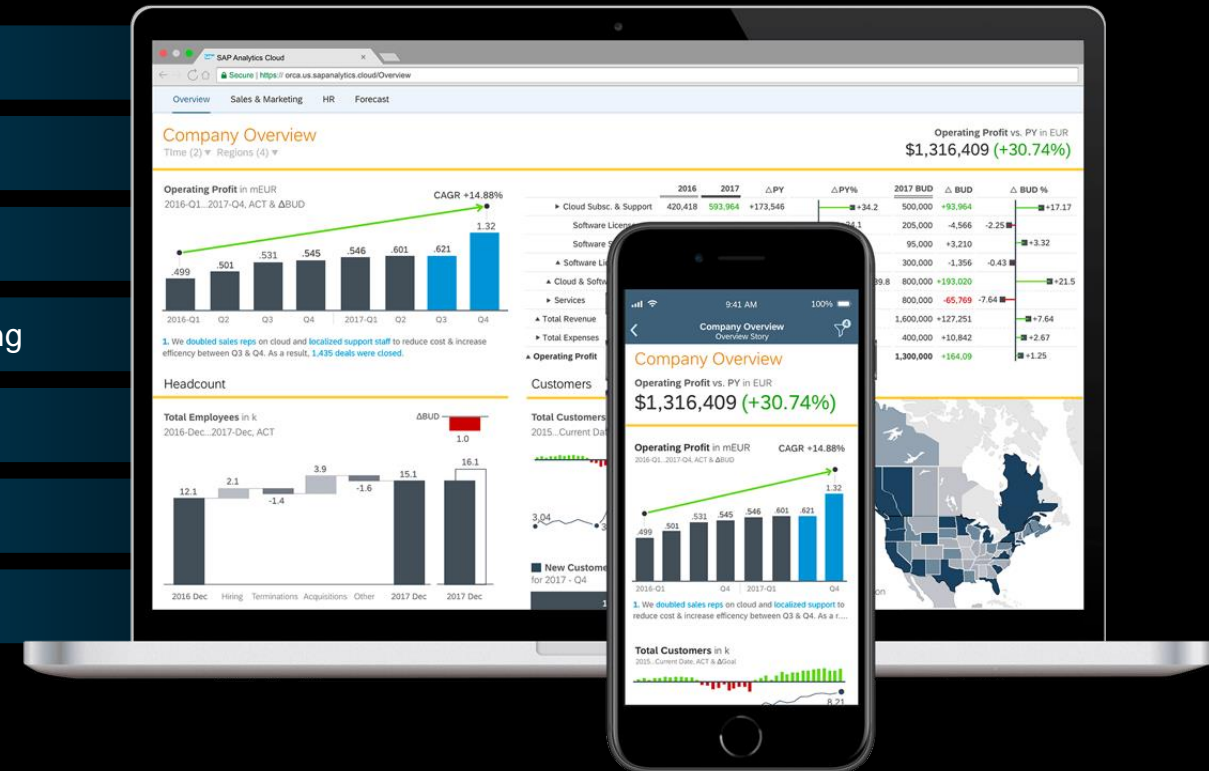 ng
SAP Analytics Cloud
Secure | https:// orca.us.sapanalytics.cloud/Overview
Overview Sales & Marketing HR Forecast
Company Overview
Time (2) Regions (4)
Operating Profit vs. PY in EUR
$1,316,409 (+30.74%)
Operating Profit in mEUR
2016-Q1...2017-Q4, ACT & ΔBUD
CAGR +14.88%
.499 .501 .531 .545 .546 .601 .621 1.32
2016-Q1 Q2 Q3 Q4 2017-Q1 Q2 Q3 Q4
1. We doubled sales reps on cloud and localized support staff to reduce cost & increase
efficency between Q3 & Q4. As a result, 1,435 deals were closed.
2016 2017 ΔPY ΔPY% 2017 BUD Δ BUD Δ BUD %
Cloud Subsc. & Support 420,418 593,964 +173,546 +34.2 500,000 +93,964 +17.17
Software Licens 205,000 -4,566 -2.25
Software S 95,000 +3,210 +3.32
Software Li 300,000 -1,356 -0.43
Cloud & Softw 800,000 +193,020 +21.5
Services 800,000 -65,769 -7.64
Total Revenue 1,600,000 +127,251 +7.64
Total Expenses 400,000 +10,842 +2.67
Operating Profit 1,300,000 +164,09 +1.25
Headcount
Total Employees in k
2016-Dec...2017-Dec, ACT
ΔBUD
1.0
12.1 2.1 -1.4 3.9 -1.6 15.1 16.1
2016 Dec Hiring Terminations Acquisitions Other 2017 Dec 2017 Dec
Customers
Total Customers
2015...Current Da
3.04
New Custome
for 2017 - Q4
9:41 AM 100%
Company Overview
Overview Story
4
Company Overview
Operating Profit vs. PY in EUR
$1,316,409 (+30.74%)
Operating Profit in mEUR
2016-Q1...2017-Q4, ACT & ΔBUD
CAGR +14.88%
.499 .501 .531 .545 .546 .601 .621 1.32
2016-Q1 Q4 2017-Q1 Q4
1. We doubled sales reps on cloud and localized support to
reduce cost & increase efficency between Q3 & Q4. As a r....
Total Customers in k
2015...Current Date, ACT & ΔGoal
8.21